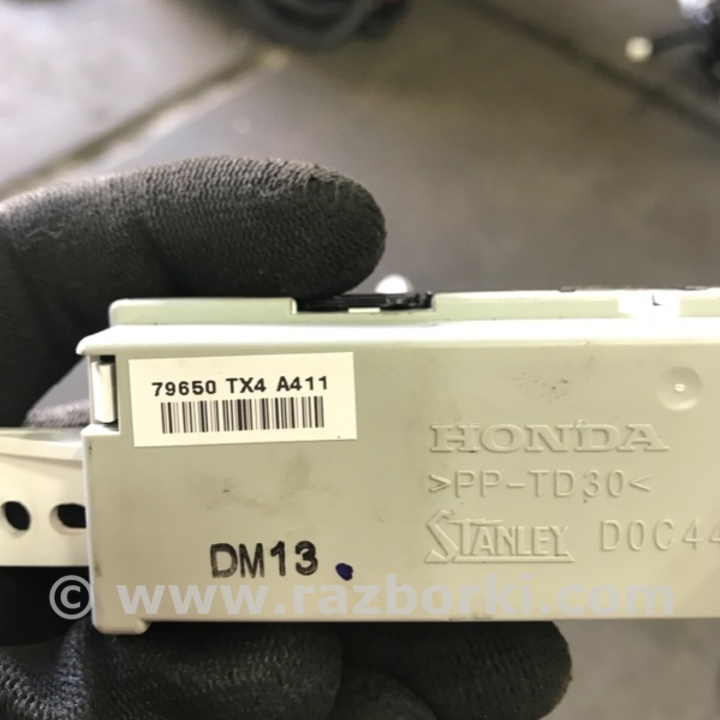 79650 TX4 A411
HONDA
>PP-TD30<
STANLEY D0C44
DM13.
© www.razborki.com